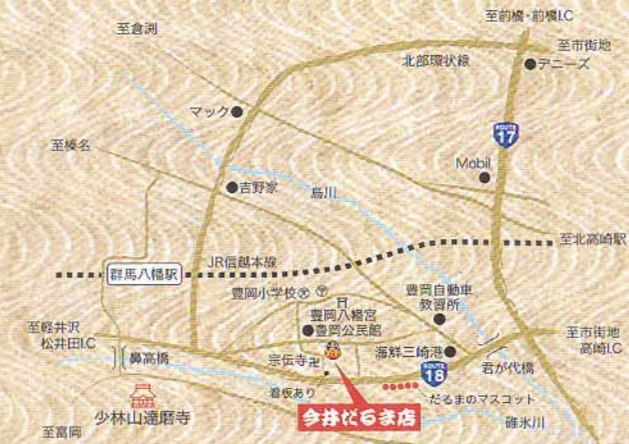 至前橋・前橋I.C
至倉渕
至市街地
北部環状線
デニーズ
マック
ROUTE
17
至榛名
Mobil
吉野家
烏川
至北高崎駅
JR信越本線
群馬八幡駅
豊岡小学校
豊岡自動車
教習所
豊岡八幡宮
豊岡公民館
至軽井沢
松井田I.C
至市街地
高崎I.C
鼻高橋
宗伝寺
海鮮三崎港
君が代橋
ROUTE
18
看板あり
だるまのマスコット
少林山達磨寺
今井だるま店
碓氷川
至富岡